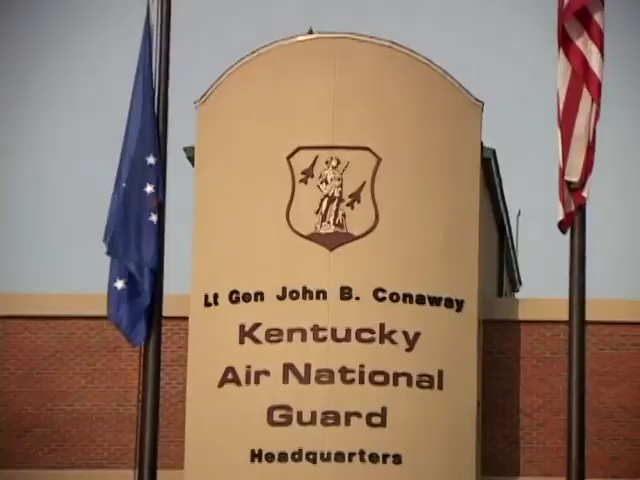 Lt Gen John B. Conaway
Kentucky
Air National
Guard
Headquarters